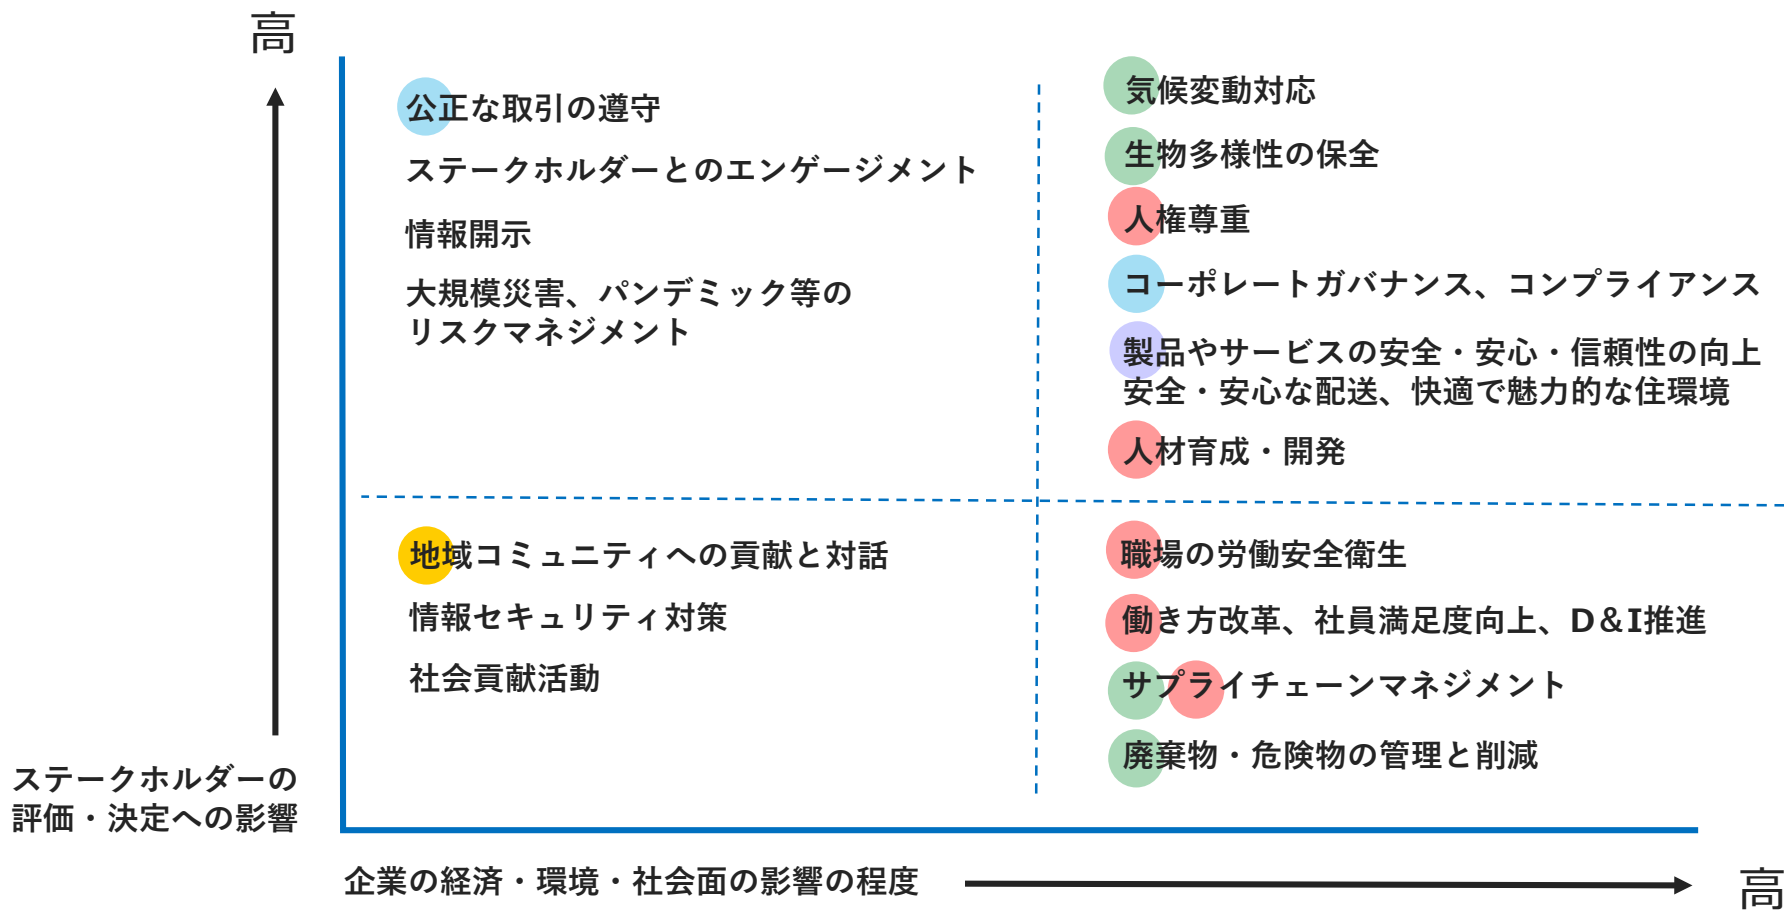 高
公正な取引の遵守
ステークホルダーとのエンゲージメント
情報開示
大規模災害、パンデミック等の
リスクマネジメント
気候変動対応
生物多様性の保全
人権尊重
コーポレートガバナンス、コンプライアンス
製品やサービスの安全・安心・信頼性の向上
安全・安心な配送、快適で魅力的な住環境
人材育成・開発
地域コミュニティへの貢献と対話
情報セキュリティ対策
社会貢献活動
職場の労働安全衛生
働き方改革、社員満足度向上、D&I推進
サプライチェーンマネジメント
廃棄物・危険物の管理と削減
ステークホルダーの
評価・決定への影響
企業の経済・環境・社会面の影響の程度
高